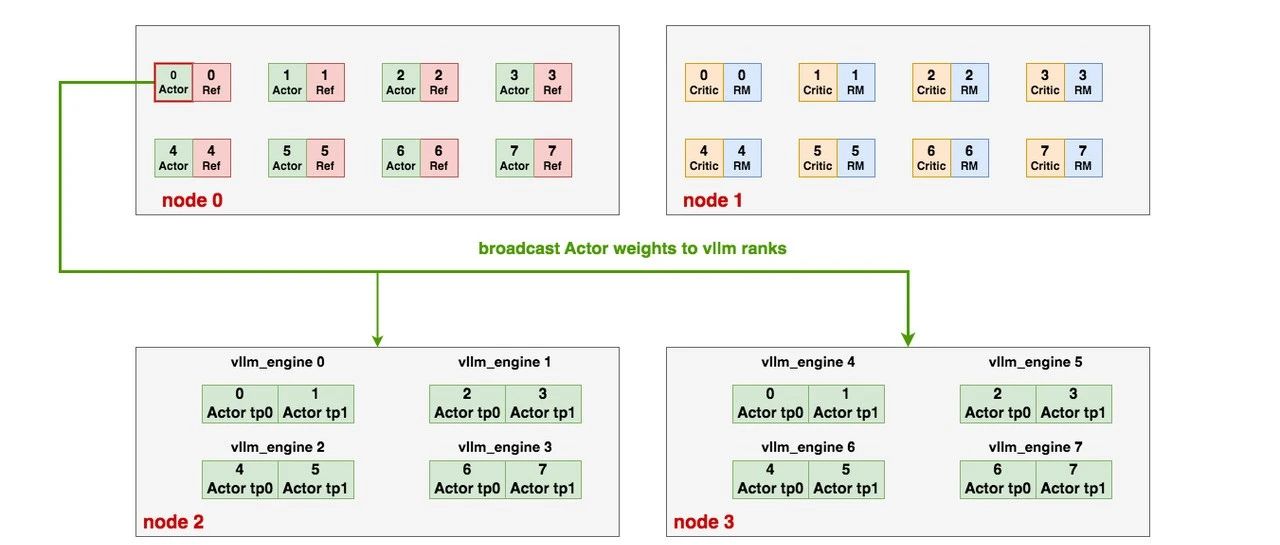 0 0 1 1 2 2 3 3
Actor Ref Actor Ref Actor Ref Actor Ref
4 4 5 5 6 6 7 7
Actor Ref Actor Ref Actor Ref Actor Ref
node 0
0 0 1 1 2 2 3 3
Critic RM Critic RM Critic RM Critic RM
4 4 5 5 6 6 7 7
Critic RM Critic RM Critic RM Critic RM
node 1
broadcast Actor weights to vllm ranks
vllm_engine 0 vllm_engine 1
0 1 2 3
Actor tp0 Actor tp1 Actor tp0 Actor tp1
vllm_engine 2 vllm_engine 3
4 5 6 7
Actor tp0 Actor tp1 Actor tp0 Actor tp1
node 2
vllm_engine 4 vllm_engine 5
0 1 2 3
Actor tp0 Actor tp1 Actor tp0 Actor tp1
vllm_engine 6 vllm_engine 7
4 5 6 7
Actor tp0 Actor tp1 Actor tp0 Actor tp1
node 3